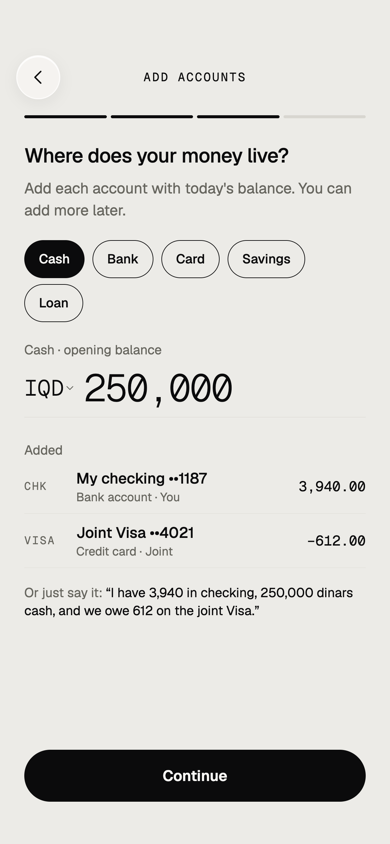 ADD ACCOUNTS
Where does your money live?
Add each account with today's balance. You can
add more later.
Cash
Bank
Card
Savings
Loan
Cash · opening balance
IQD 250,000
Added
CHK
My checking ••1187
Bank account · You
3,940.00
VISA
Joint Visa ••4021
Credit card · Joint
−612.00
Or just say it: “I have 3,940 in checking, 250,000 dinars
cash, and we owe 612 on the joint Visa.”
Continue